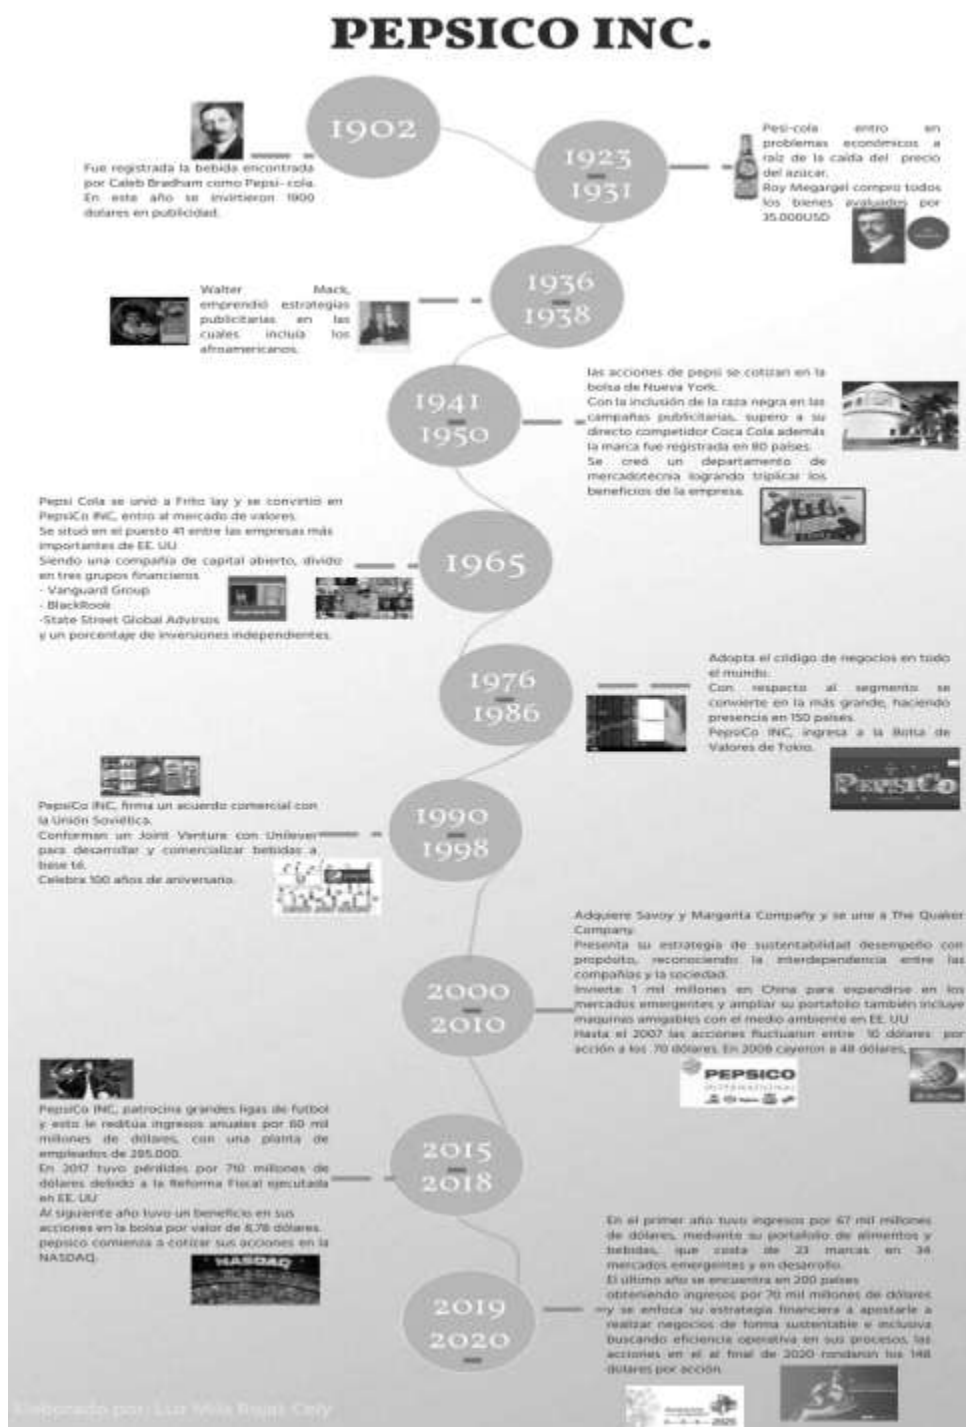 PEPSICO INC.
1902
Fue registrada la bebida encontrada
por Caleb Bradham como Pepsi- cola.
En este año se invirtieron 1900
dolares en publicidad.
1923
1931
Pesi-cola entro en
problemas económicos a
raíz de la caída del precio
del azúcar.
Roy Megargel compro todos
los bienes avaluados por
35.000USD
1936
1938
Walter Mack,
emprendió estrategias
publicitarias en las
cuales incluía los
afroamericanos.
1941
1950
las acciones de pepsi se cotizan en la
bolsa de Nueva York.
Con la inclusión de la raza negra en las
campañas publicitarias, supero a su
directo competidor Coca Cola además
la marca fue registrada en 80 países.
Se creó un departamento de
mercadotecnia logrando triplicar los
beneficios de la empresa.
1965
Pepsi Cola se unió a Frito lay y se convirtió en
PepsiCo INC, entro al mercado de valores.
Se situó en el puesto 41 entre las empresas más
importantes de EE. UU
Siendo una compañía de capital abierto, divido
en tres grupos financieros
- Vanguard Group
- BlackRook
-State Street Global Advirsos
y un porcentaje de inversiones independientes.
1976
1986
Adopta el código de negocios en todo
el mundo.
Con respecto al segmento se
convierte en la más grande, haciendo
presencia en 150 países.
PepsiCo INC, ingresa a la Bolsa de
Valores de Tokio.
PEPSICO
1990
1998
PepsiCo INC, firma un acuerdo comercial con
la Unión Soviética.
Conforman un Joint Venture con Unilever
para desarrollar y comercializar bebidas a
base té.
Celebra 100 años de aniversario.
2000
2010
Adquiere Savoy y Margarita Company y se une a The Quaker
Company.
Presenta su estrategia de sustentabilidad desempeño con
propósito, reconociendo la interdependencia entre las
compañías y la sociedad.
Invierte 1 mil millones en China para expandirse en los
mercados emergentes y ampliar su portafolio también incluye
maquinas amigables con el medio ambiente en EE. UU
Hasta el 2007 las acciones fluctuaron entre 10 dólares por
acción a los 70 dólares. En 2008 cayeron a 48 dólares.
PEPSICO
INTERNATIONAL
2015
2018
PepsiCo INC, patrocina grandes ligas de futbol
y esto le reditúa ingresos anuales por 60 mil
millones de dólares, con una planta de
empleados de 285.000.
En 2017 tuvo pérdidas por 710 millones de
dólares debido a la Reforma Fiscal ejecutada
en EE. UU
Al siguiente año tuvo un beneficio en sus
acciones en la bolsa por valor de 8,78 dólares.
pepsico comienza a cotizar sus acciones en la
NASDAQ.
NASDAQ
2019
2020
En el primer año tuvo ingresos por 67 mil millones
de dólares, mediante su portafolio de alimentos y
bebidas, que costa de 23 marcas en 34
mercados emergentes y en desarrollo.
El último año se encuentra en 200 países
obteniendo ingresos por 70 mil millones de dólares
y se enfoca su estrategia financiera a apostarle a
realizar negocios de forma sustentable e inclusiva
buscando eficiencia operativa en sus procesos, las
acciones en el al final de 2020 rondaron los 148
dólares por acción.
2025
Elaborado por: Luz Mila Rojas Cely